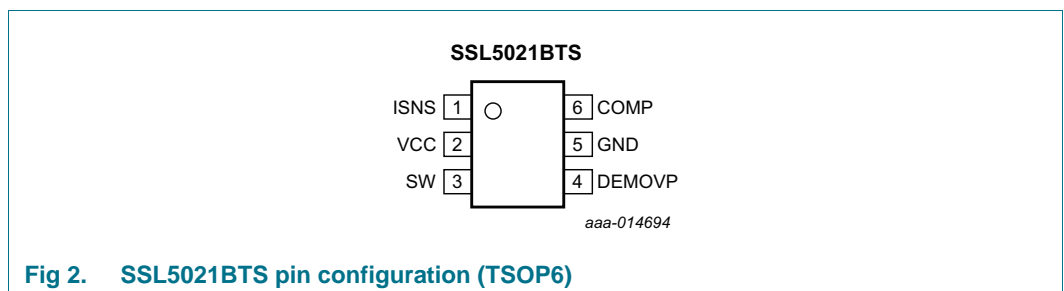 SSL5021BTS
ISNS 1 6 COMP
VCC 2 5 GND
SW 3 4 DEMOVP
aaa-014694
Fig 2. SSL5021BTS pin configuration (TSOP6)